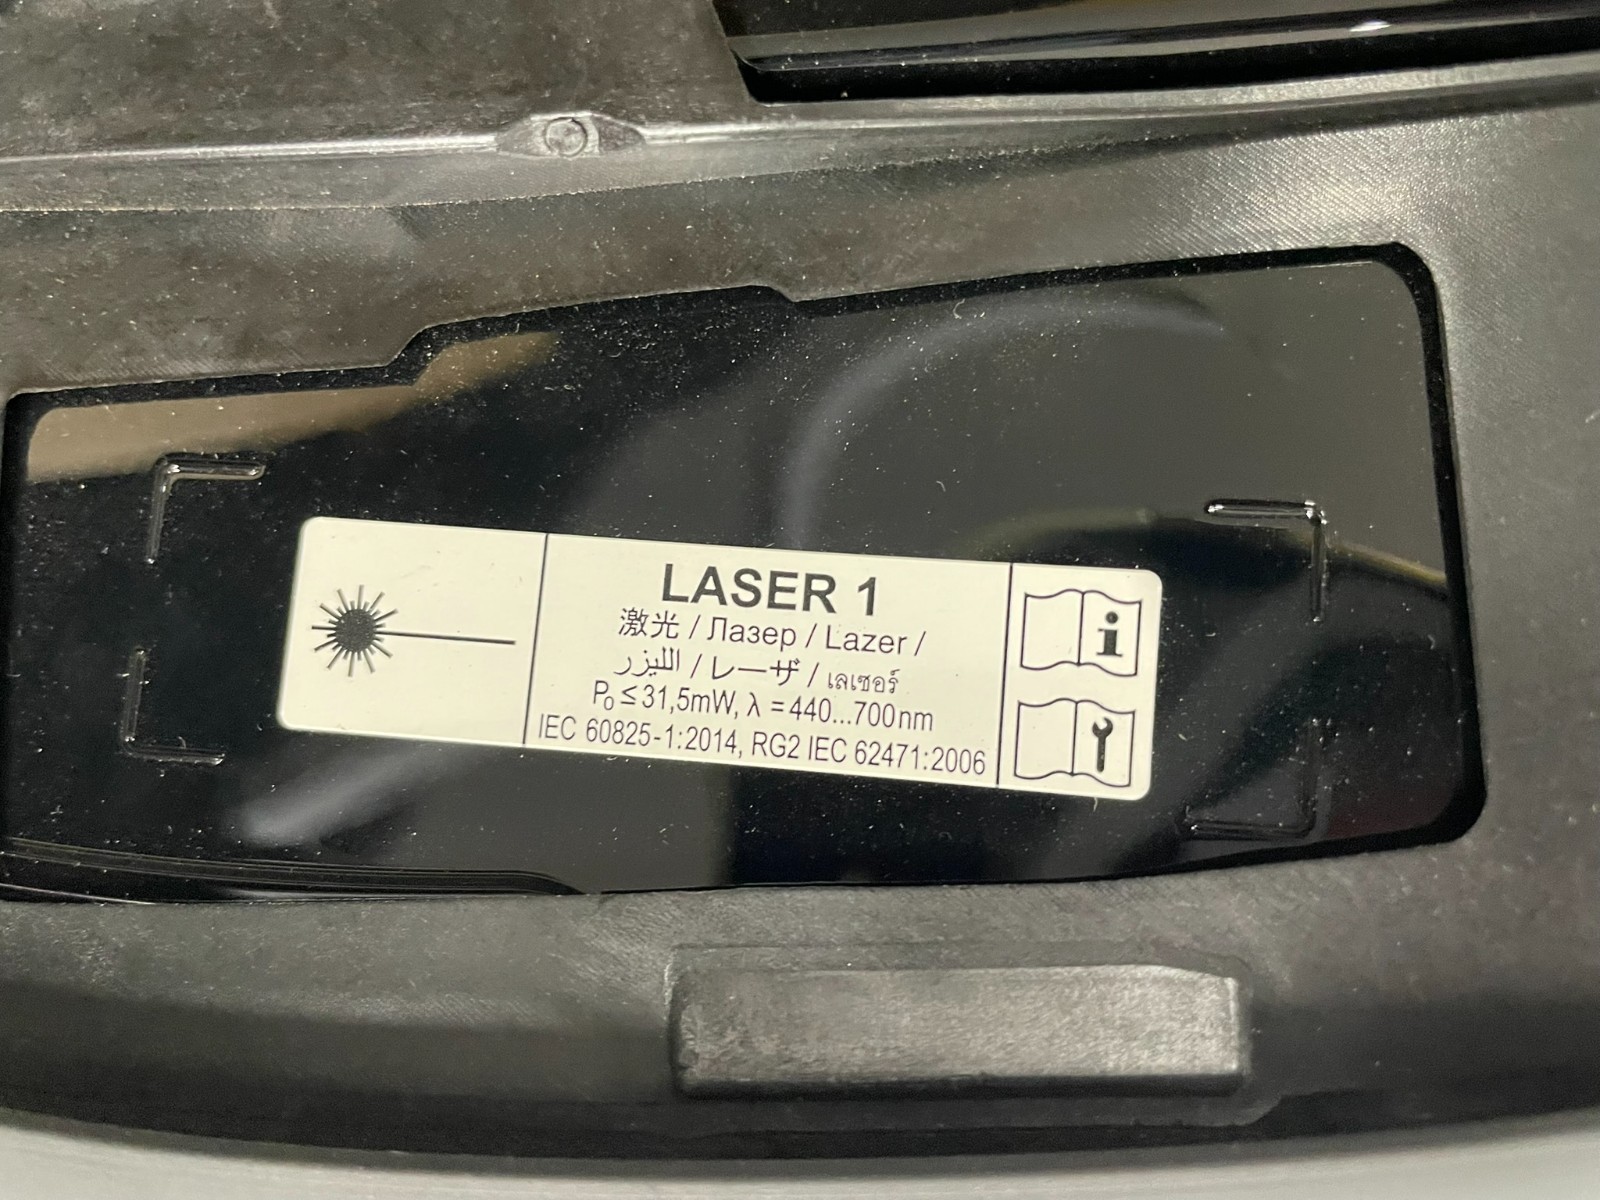 LASER 1
激光 / Лазер / Lazer /
الليزر / レーザ / เลเซอร์
P₀ ≤ 31,5mW, λ = 440...700nm
IEC 60825-1:2014, RG2 IEC 62471:2006